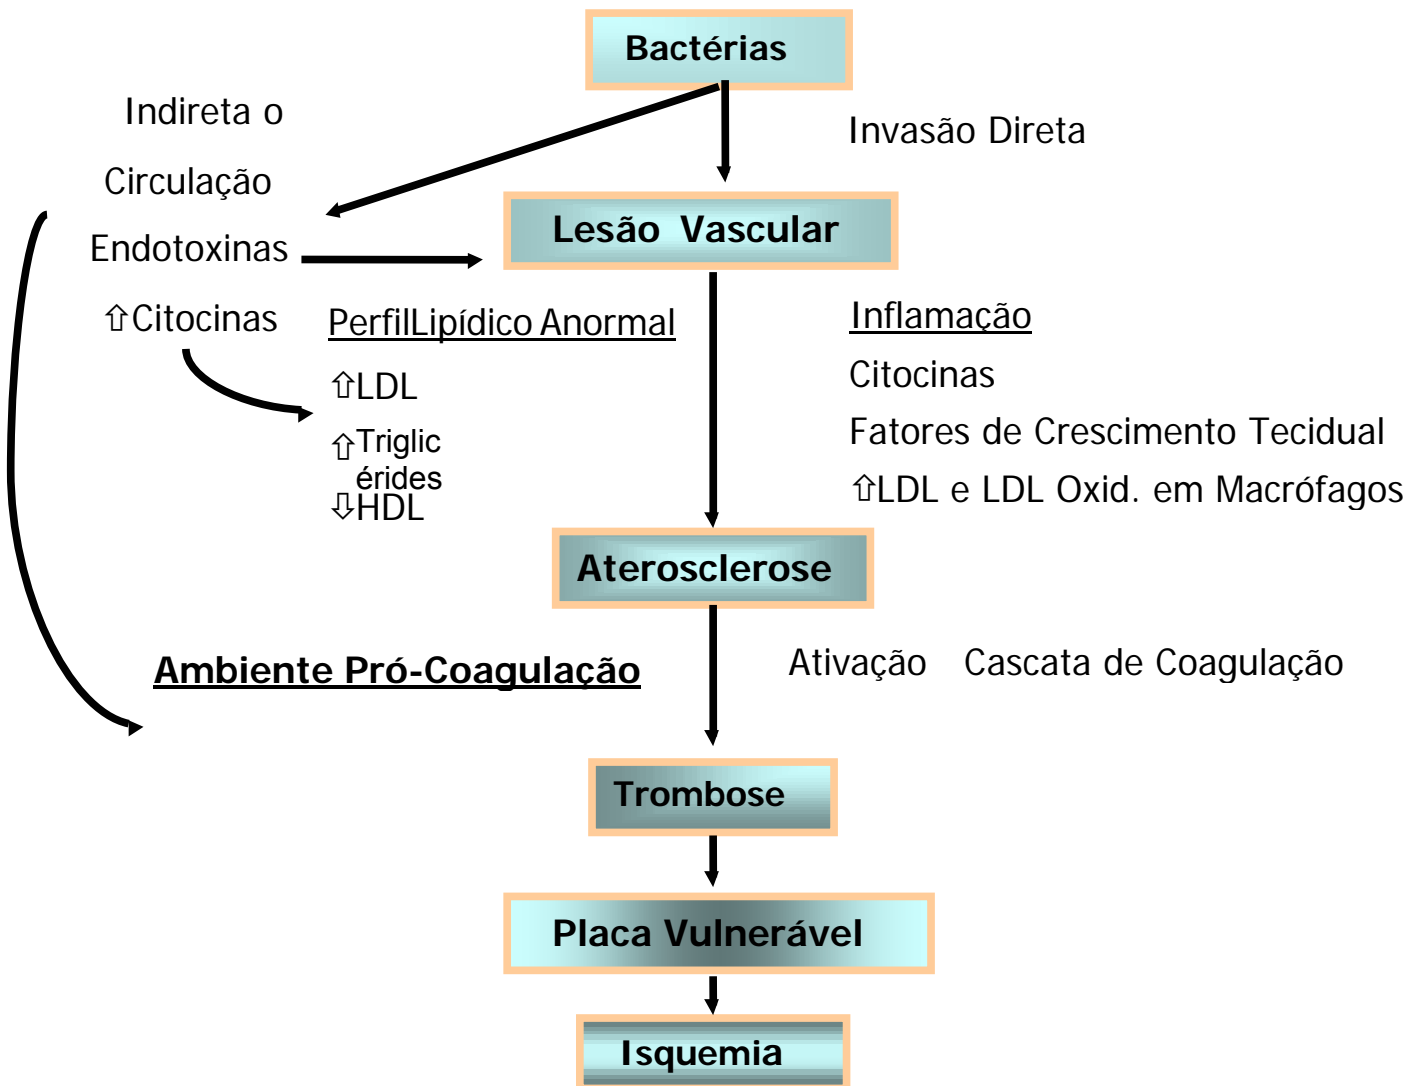 Bactérias
Indireta o
Circulação
Endotoxinas
⇧Citocinas
Invasão Direta
Lesão Vascular
PerfilLipídico Anormal
⇧LDL
⇧Triglic
érides
⇩HDL
Inflamação
Citocinas
Fatores de Crescimento Tecidual
⇧LDL e LDL Oxid. em Macrófagos
Aterosclerose
Ambiente Pró-Coagulação
Ativação Cascata de Coagulação
Trombose
Placa Vulnerável
Isquemia